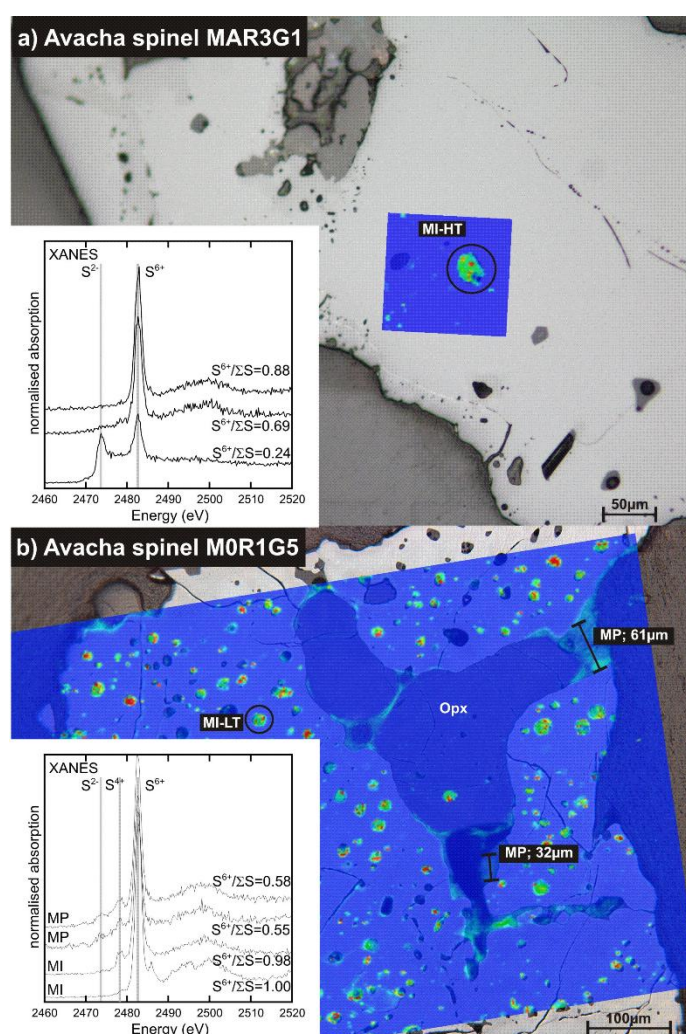 a) Avacha spinel MAR3G1
MI-HT
XANES
S²⁻ S⁶⁺
normalised absorption
S⁶⁺/ΣS=0.88
S⁶⁺/ΣS=0.69
S⁶⁺/ΣS=0.24
2460 2470 2480 2490 2500 2510 2520
Energy (eV)
50µm
b) Avacha spinel M0R1G5
MP; 61µm
Opx
MI-LT
MP; 32µm
XANES
S²⁻ S⁴⁺ S⁶⁺
normalised absorption
S⁶⁺/ΣS=0.58
MP
S⁶⁺/ΣS=0.55
MP
S⁶⁺/ΣS=0.98
MI
S⁶⁺/ΣS=1.00
MI
2460 2470 2480 2490 2500 2510 2520
Energy (eV)
100µm